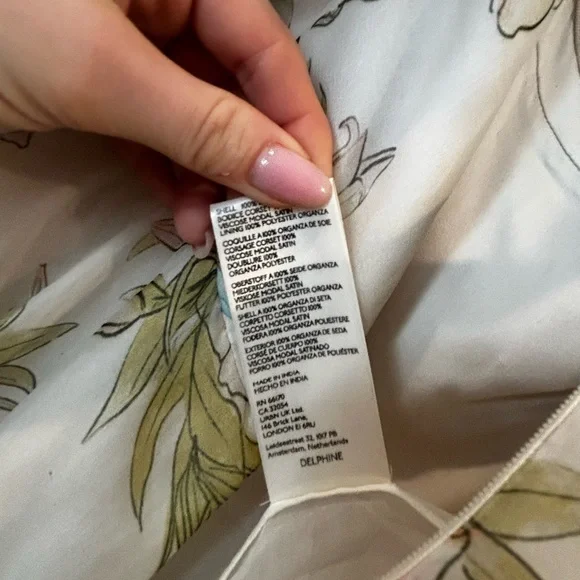 SHELL 100%
BODICE CORSET
VISCOSE MODAL SATIN
LINING 100% POLYESTER ORGANZA
COQUILLE A 100% ORGANZA DE SOIE
CORSAGE CORSET 100%
VISCOSE MODAL SATIN
DOUBLURE 100%
ORGANZA POLYESTER
OBERSTOFF A 100% SEIDE ORGANZA
MIEDERKORSETT 100%
VISKOSE MODAL SATIN
FUTTER 100% POLYESTER ORGANZA
SHELL A 100% ORGANZA DI SETA
CORPETTO CORSETTO 100%
VISCOSA MODAL SATIN
FODERA 100% ORGANZA POLIESTERE
EXTERIOR 100% ORGANZA DE SEDA
CORSÉ DE CUERPO 100%
VISCOSA MODAL SATINADO
FORRO 100% ORGANZA DE POLIÉSTER
MADE IN INDIA
HECHO EN INDIA
RN 66170
CA 32054
URBN UK Ltd.
146 Brick Lane,
LONDON E1 6RU
Leidsestraat 32, 1017 PB
Amsterdam, Netherlands
DELPHINE